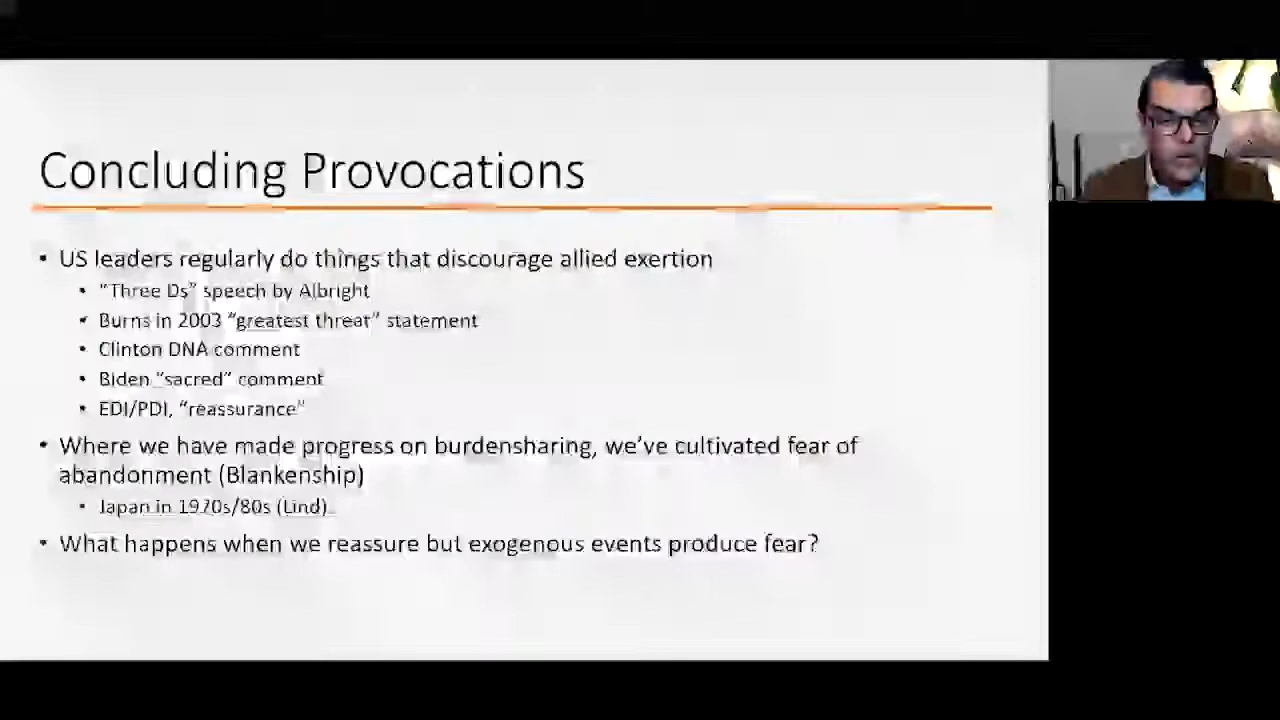 Concluding Provocations
• US leaders regularly do things that discourage allied exertion
• “Three Ds” speech by Albright
• Burns in 2003 “greatest threat” statement
• Clinton DNA comment
• Biden “sacred” comment
• EDI/PDI, “reassurance”
• Where we have made progress on burdensharing, we’ve cultivated fear of
abandonment (Blankenship)
• Japan in 1970s/80s (Lind)
• What happens when we reassure but exogenous events produce fear?